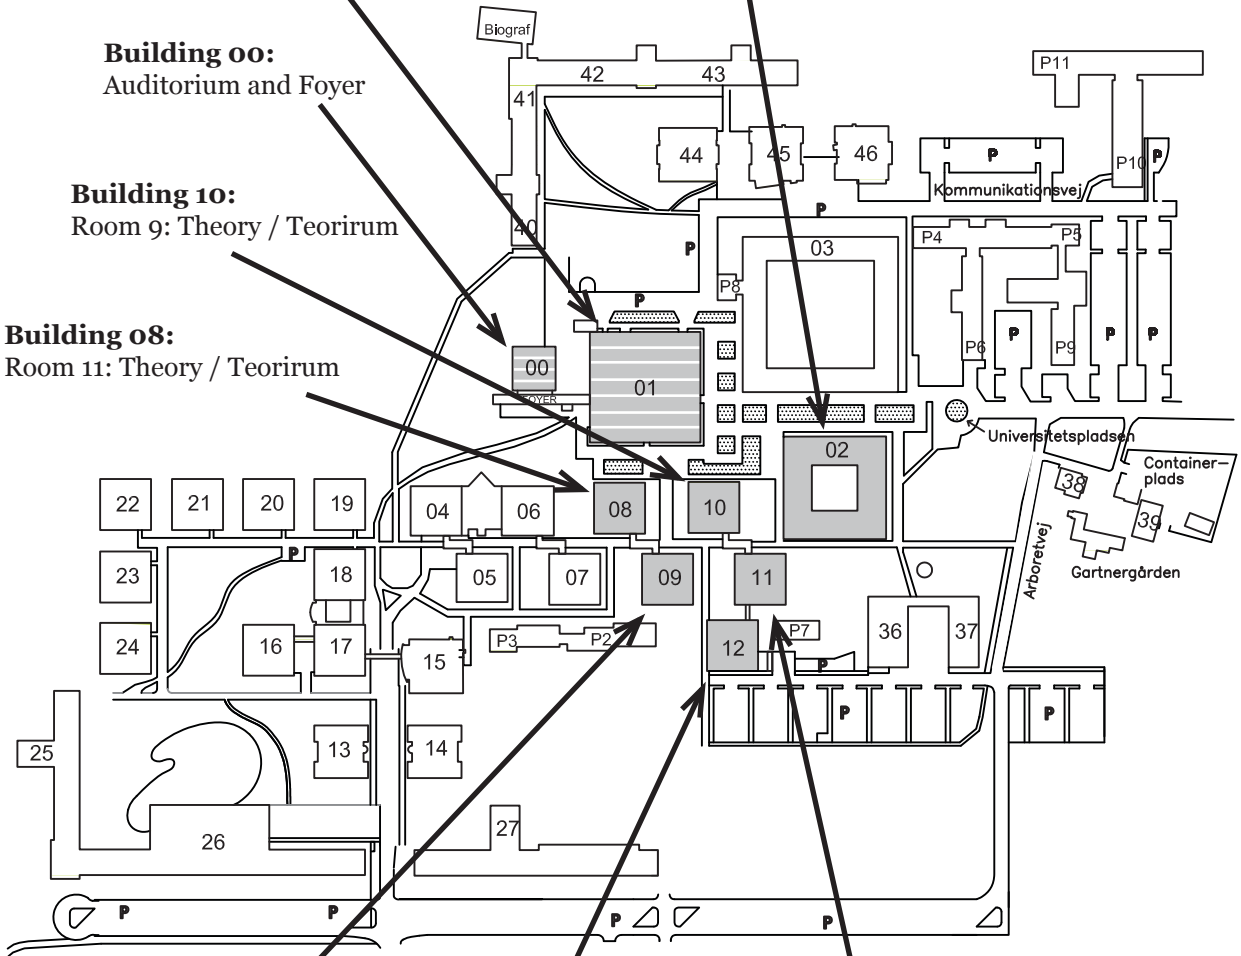 Biograf
Building 00:
Auditorium and Foyer
42
43
P11
41
44
45
46
P
P10
P
Building 10:
Room 9: Theory / Teorirum
Kommunikationsvej
40
P
P
P4
P5
03
P8
P
Building 08:
Room 11: Theory / Teorirum
00
01
P6
P
P9
P
P
FOYER
Universitetspladsen
02
Container-
plads
38
39
22
21
20
19
04
06
08
10
Arboretvej
Gartnergården
P
23
18
05
07
09
11
24
16
17
15
P3
P2
12
P7
36
37
P
P
P
25
13
14
26
27
P
P
P
P